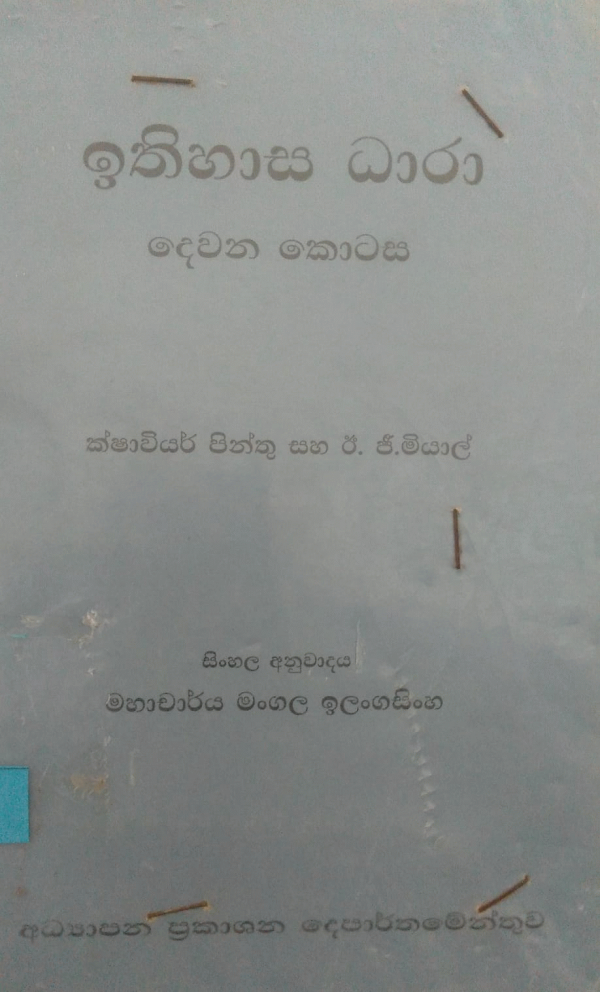 ඉතිහාස ධාරා
දෙවන කොටස
ක්ෂාවියර් පින්තු සහ ඊ. ජී.මියාල්
සිංහල අනුවාදය
මහාචාර්ය මංගල ඉලංගසිංහ
අධ්‍යාපන ප්‍රකාශන දෙපාර්තමේන්තුව